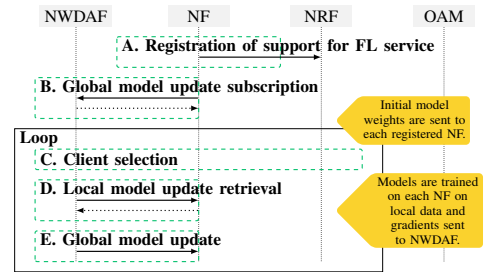 NWDAF NF NRF OAM
A. Registration of support for FL service
B. Global model update subscription
Initial model
weights are sent to
each registered NF.
Loop
C. Client selection
D. Local model update retrieval
Models are trained
on each NF on
local data and
gradients sent
to NWDAF.
E. Global model update